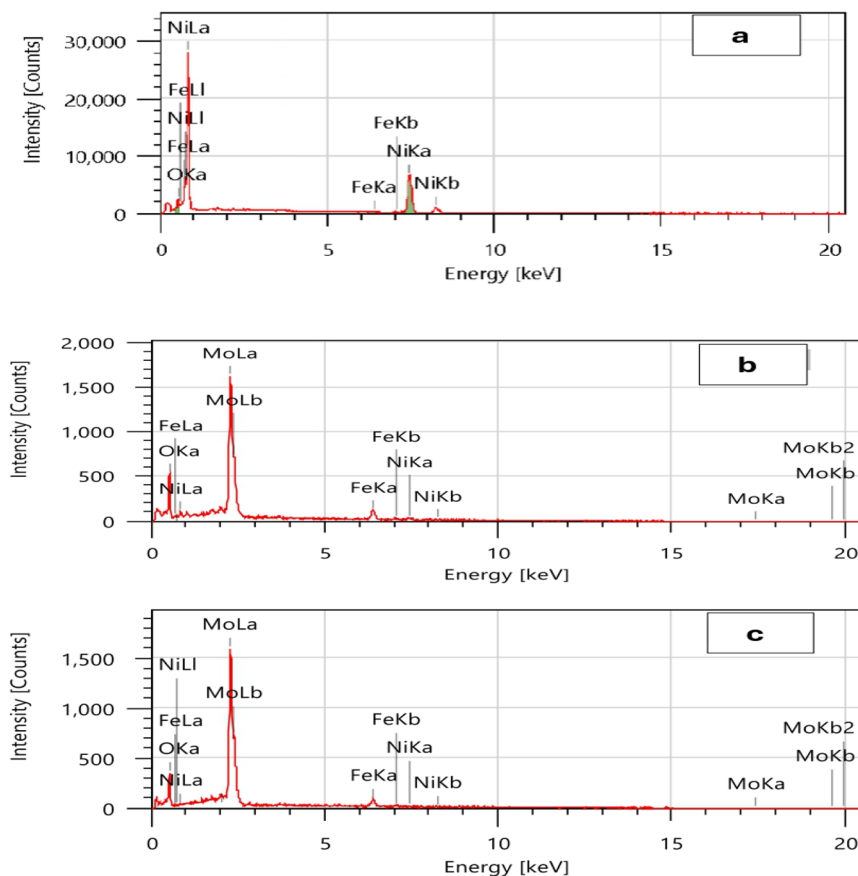 a
Intensity [Counts]
30,000
20,000
10,000
0
NiLa
FeLl
NiLl
FeLa
OKa
FeKb
NiKa
FeKa
NiKb
0 5 10 15 20
Energy [keV]
b
Intensity [Counts]
2,000
1,500
1,000
500
0
MoLa
MoLb
FeLa
OKa
NiLa
FeKb
NiKa
FeKa
NiKb
MoKb2
MoKb
MoKa
0 5 10 15 20
Energy [keV]
c
Intensity [Counts]
1,500
1,000
500
0
MoLa
NiLl
MoLb
FeLa
OKa
NiLa
FeKb
NiKa
FeKa
NiKb
MoKb2
MoKb
MoKa
0 5 10 15 20
Energy [keV]